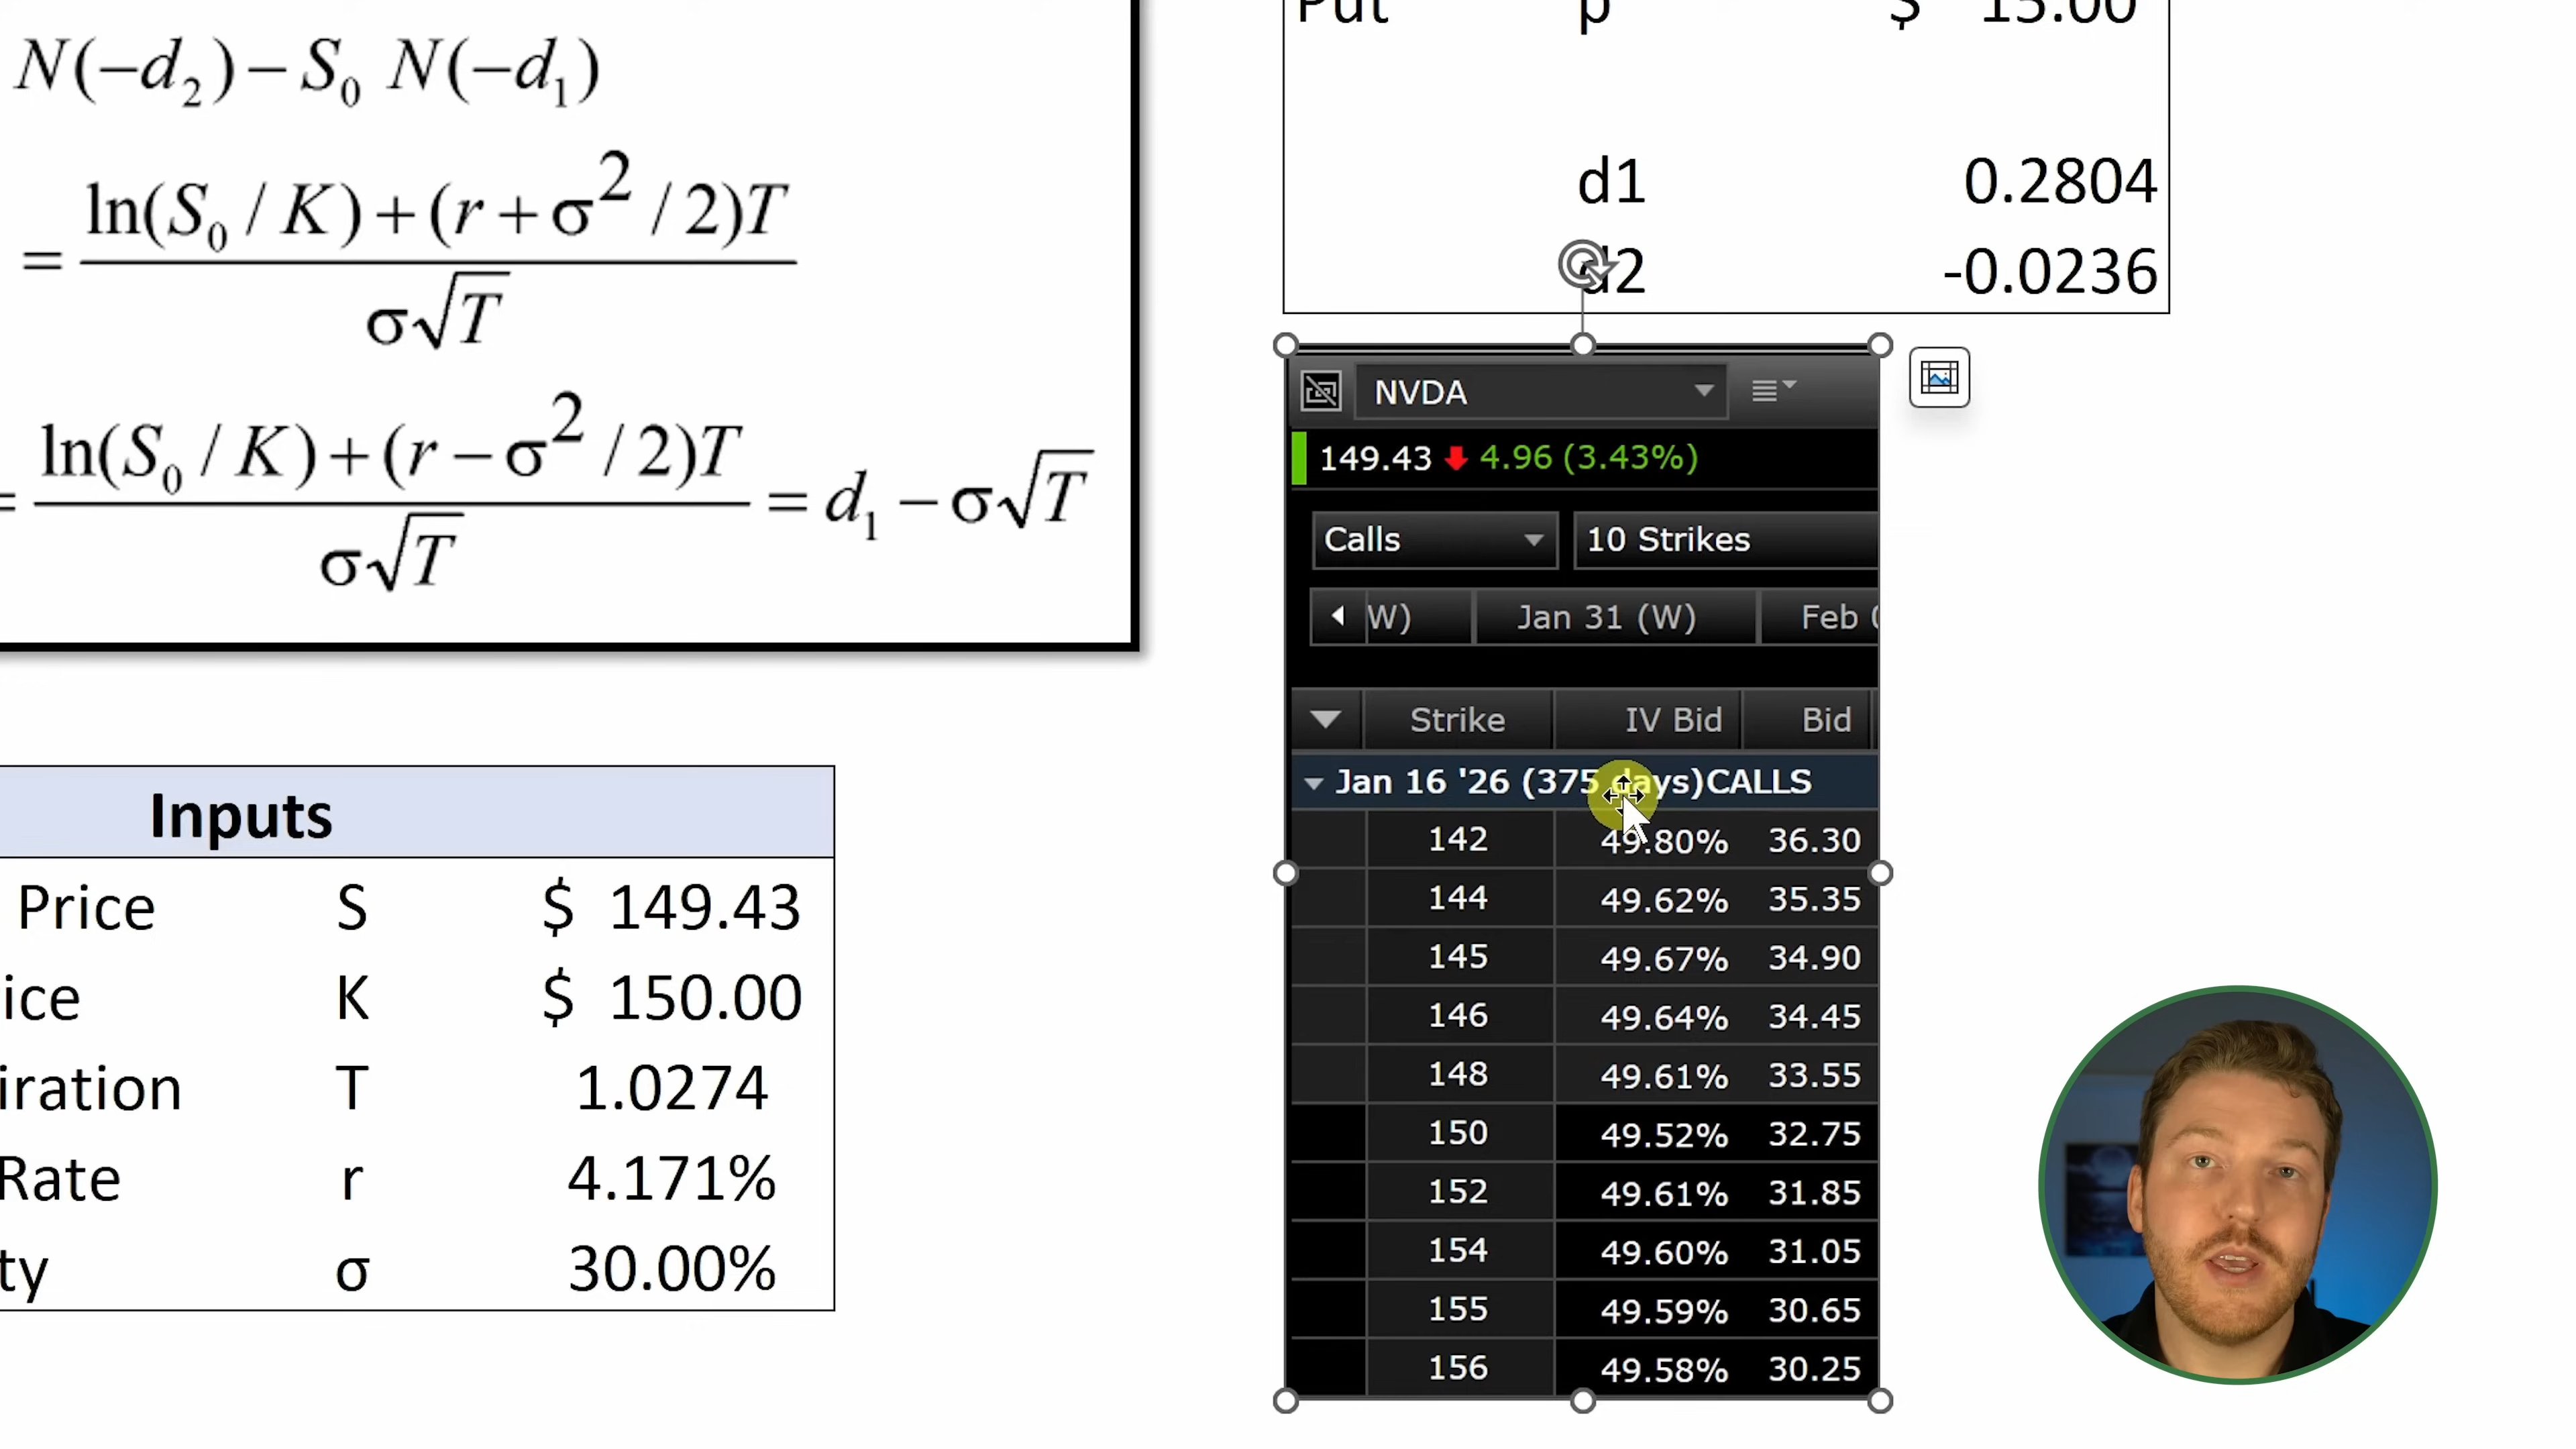 N(−d₂) − S₀ N(−d₁)
= ln(S₀ / K) + (r + σ² / 2)T
σ√T
= ln(S₀ / K) + (r − σ² / 2)T = d₁ − σ√T
σ√T
Inputs
Price S $ 149.43
ice K $ 150.00
iration T 1.0274
Rate r 4.171%
ty σ 30.00%
Put p $ 15.00
d1 0.2804
d2 -0.0236
NVDA
149.43 4.96 (3.43%)
Calls 10 Strikes
W) Jan 31 (W) Feb
Strike IV Bid Bid
Jan 16 '26 (375 days)CALLS
142 49.80% 36.30
144 49.62% 35.35
145 49.67% 34.90
146 49.64% 34.45
148 49.61% 33.55
150 49.52% 32.75
152 49.61% 31.85
154 49.60% 31.05
155 49.59% 30.65
156 49.58% 30.25